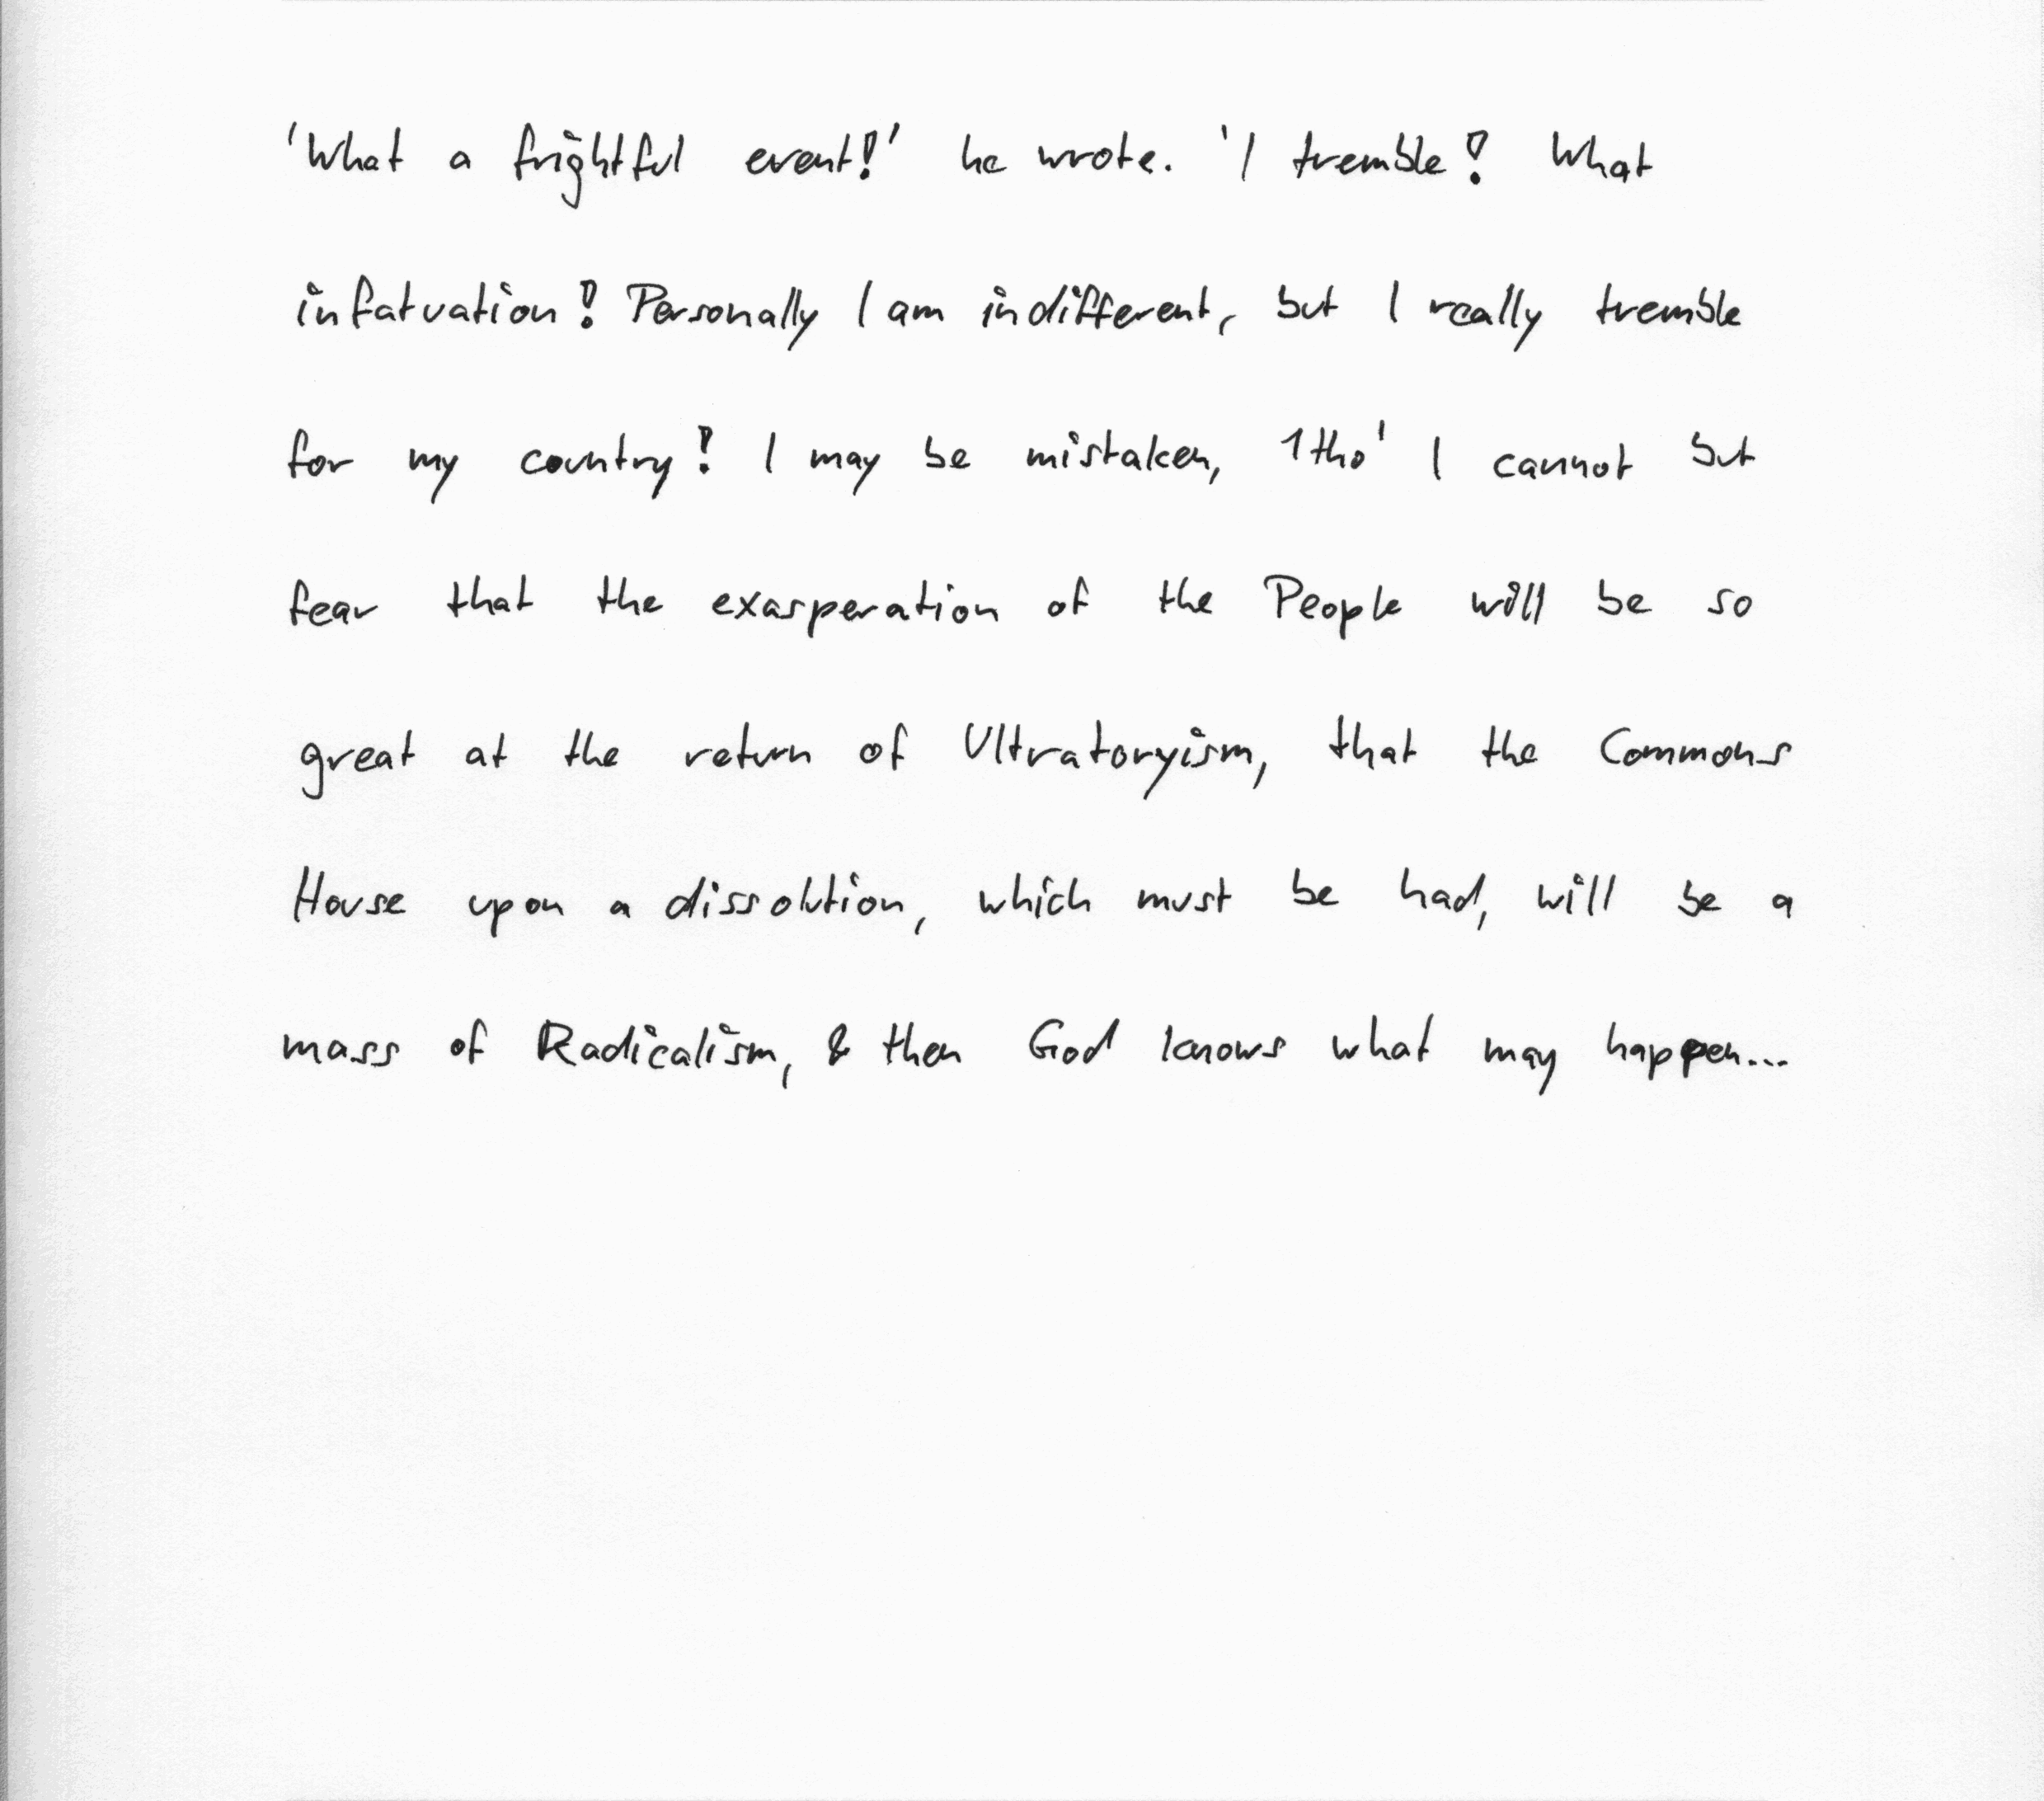 'What a frightful event!' he wrote. 'I tremble! What
infatuation! Personally I am indifferent, but I really tremble
for my country! I may be mistaken, 1tho' I cannot but
fear that the exasperation of the People will be so
great at the return of Ultratoryism, that the Commons
House upon a dissolution, which must be had, will be a
mass of Radicalism, & then God knows what may happen...